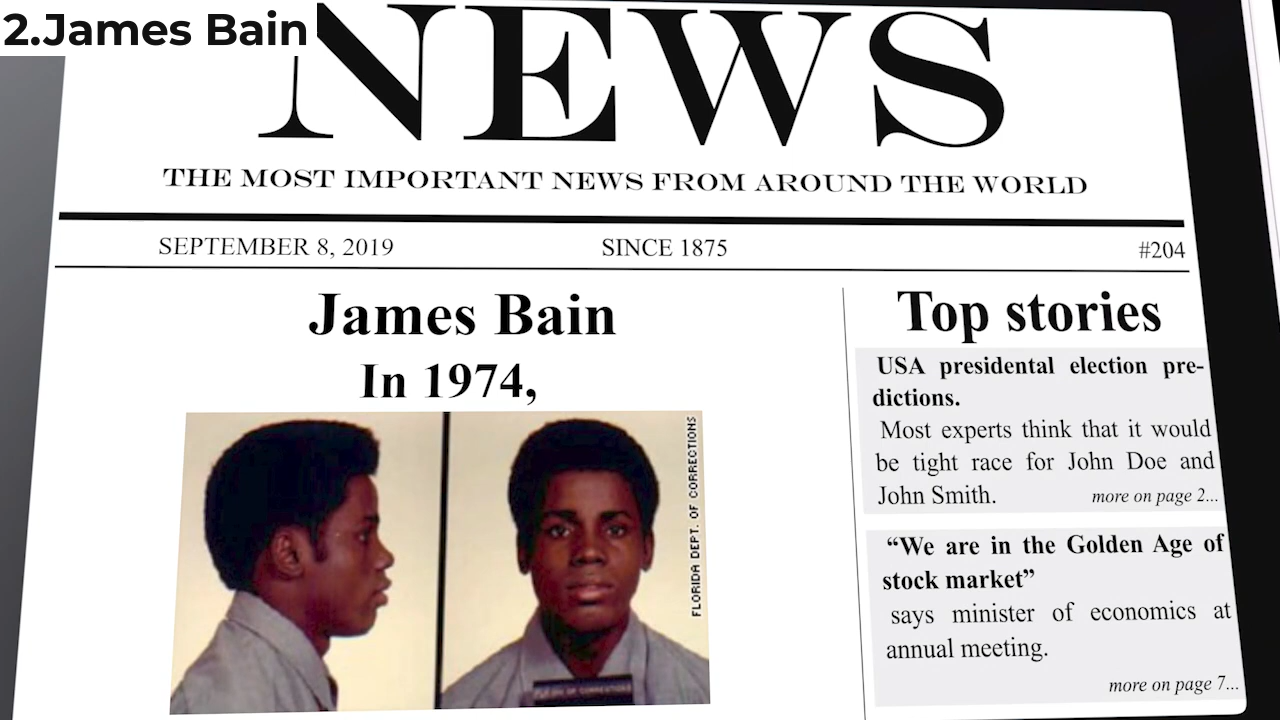 2.James Bain
NEWS
THE MOST IMPORTANT NEWS FROM AROUND THE WORLD
SEPTEMBER 8, 2019 SINCE 1875 #204
James Bain
In 1974,
FLORIDA DEPT. OF CORRECTIONS
Top stories
USA presidental election pre-
dictions.
Most experts think that it would
be tight race for John Doe and
John Smith. more on page 2...
“We are in the Golden Age of
stock market”
says minister of economics at
annual meeting.
more on page 7...